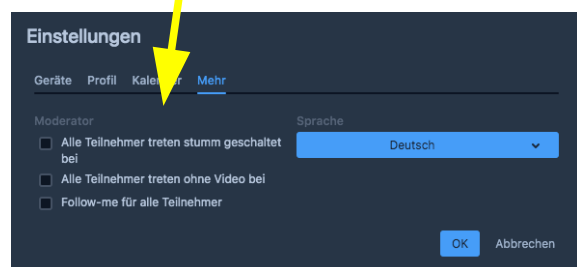 Einstellungen
Geräte Profil Kalender Mehr
Moderator
Alle Teilnehmer treten stumm geschaltet
bei
Alle Teilnehmer treten ohne Video bei
Follow-me für alle Teilnehmer
Sprache
Deutsch
OK Abbrechen